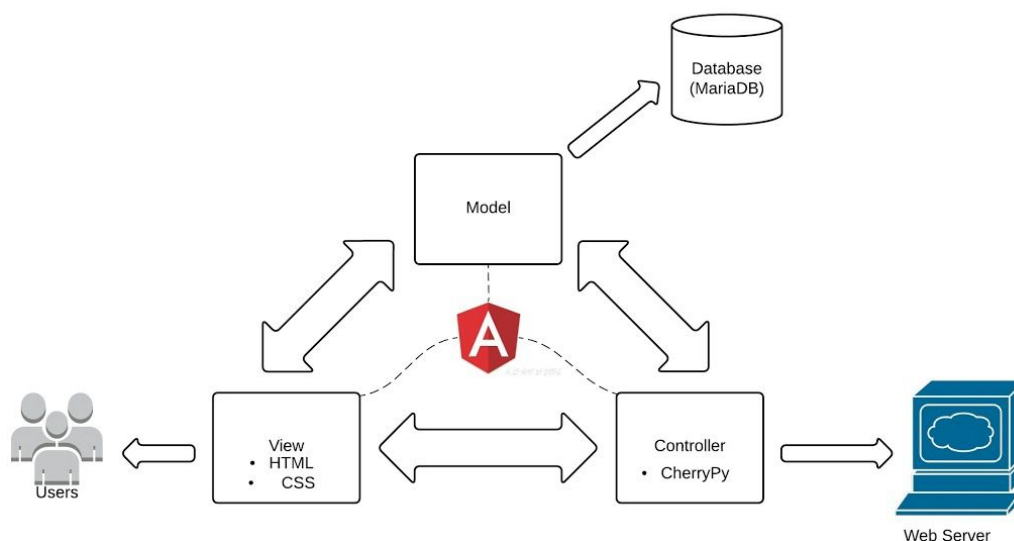 Database
(MariaDB)
Model
A
View
• HTML
• CSS
Controller
• CherryPy
Users
Web Server